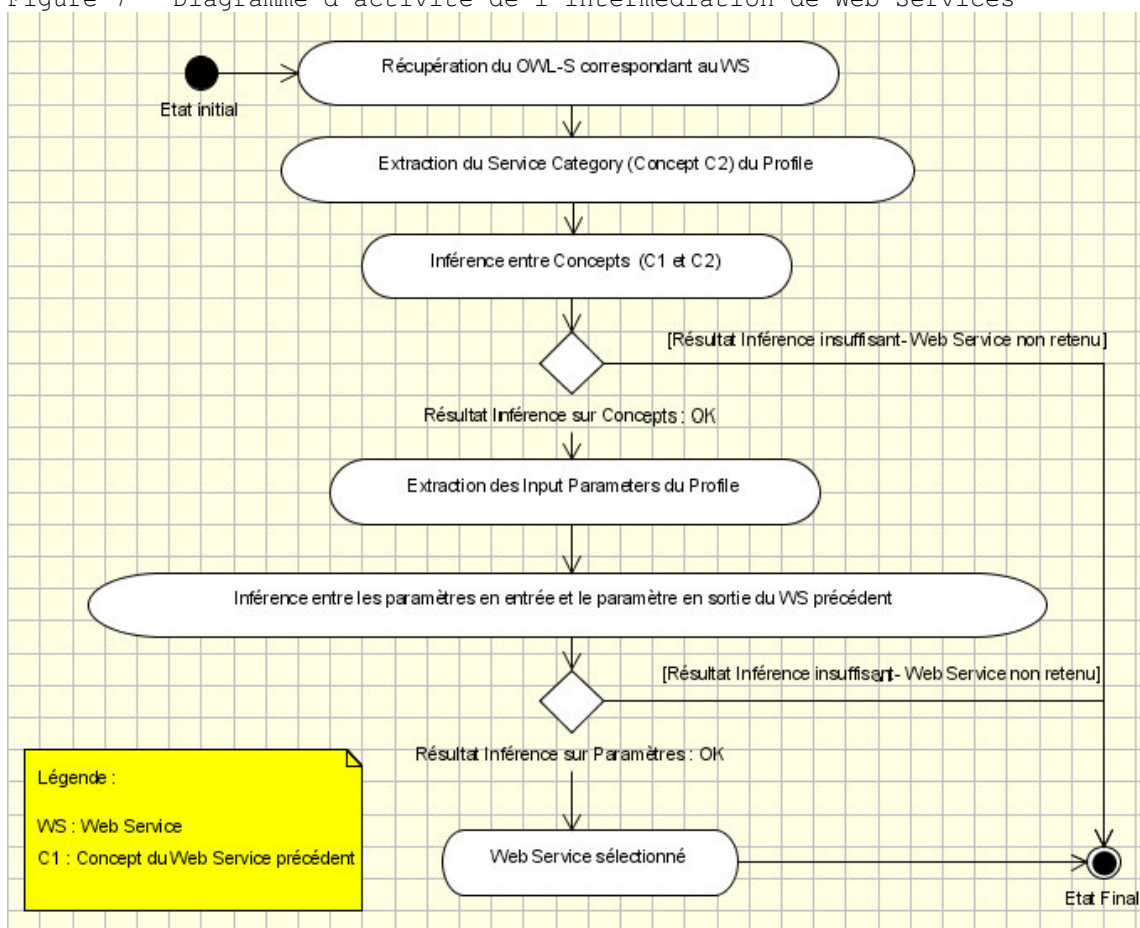 Figure 7 Diagramme d'activité de l'intermédiation de Web Services
Récupération du OWL-S correspondant au WS
Etat initial
Extraction du Service Category (Concept C2) du Profile
Inférence entre Concepts (C1 et C2)
[Résultat Inférence insuffisant- Web Service non retenu]
Résultat Inférence sur Concepts : OK
Extraction des Input Parameters du Profile
Inférence entre les paramètres en entrée et le paramètre en sortie du WS précédent
[Résultat Inférence insuffisant- Web Service non retenu]
Résultat Inférence sur Paramètres : OK
Légende :
WS : Web Service
C1 : Concept du Web Service précédent
Web Service sélectionné
Etat Final